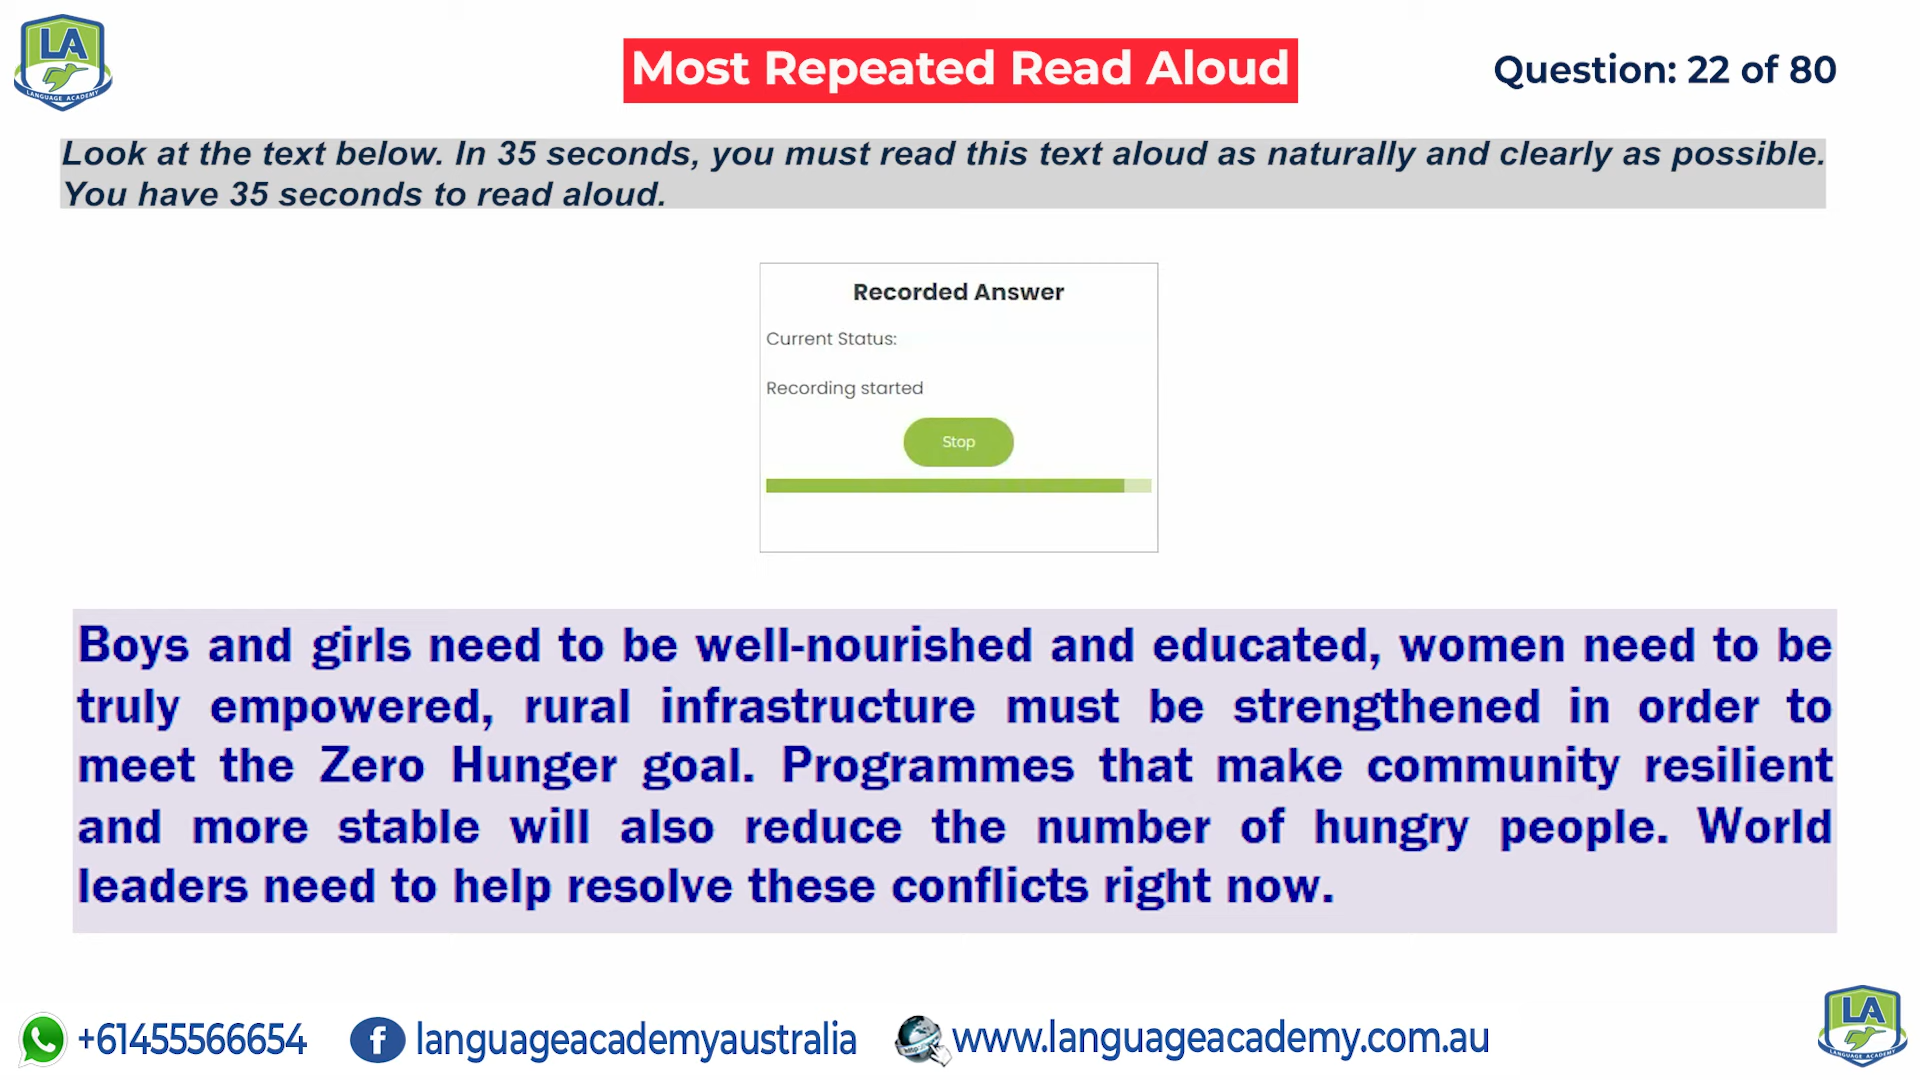 LA
LANGUAGE ACADEMY
Most Repeated Read Aloud
Question: 22 of 80
Look at the text below. In 35 seconds, you must read this text aloud as naturally and clearly as possible.
You have 35 seconds to read aloud.
Recorded Answer
Current Status:
Recording started
Stop
Boys and girls need to be well-nourished and educated, women need to be
truly empowered, rural infrastructure must be strengthened in order to
meet the Zero Hunger goal. Programmes that make community resilient
and more stable will also reduce the number of hungry people. World
leaders need to help resolve these conflicts right now.
+61455566654
f languageacademyaustralia
www.languageacademy.com.au
LA
LANGUAGE ACADEMY